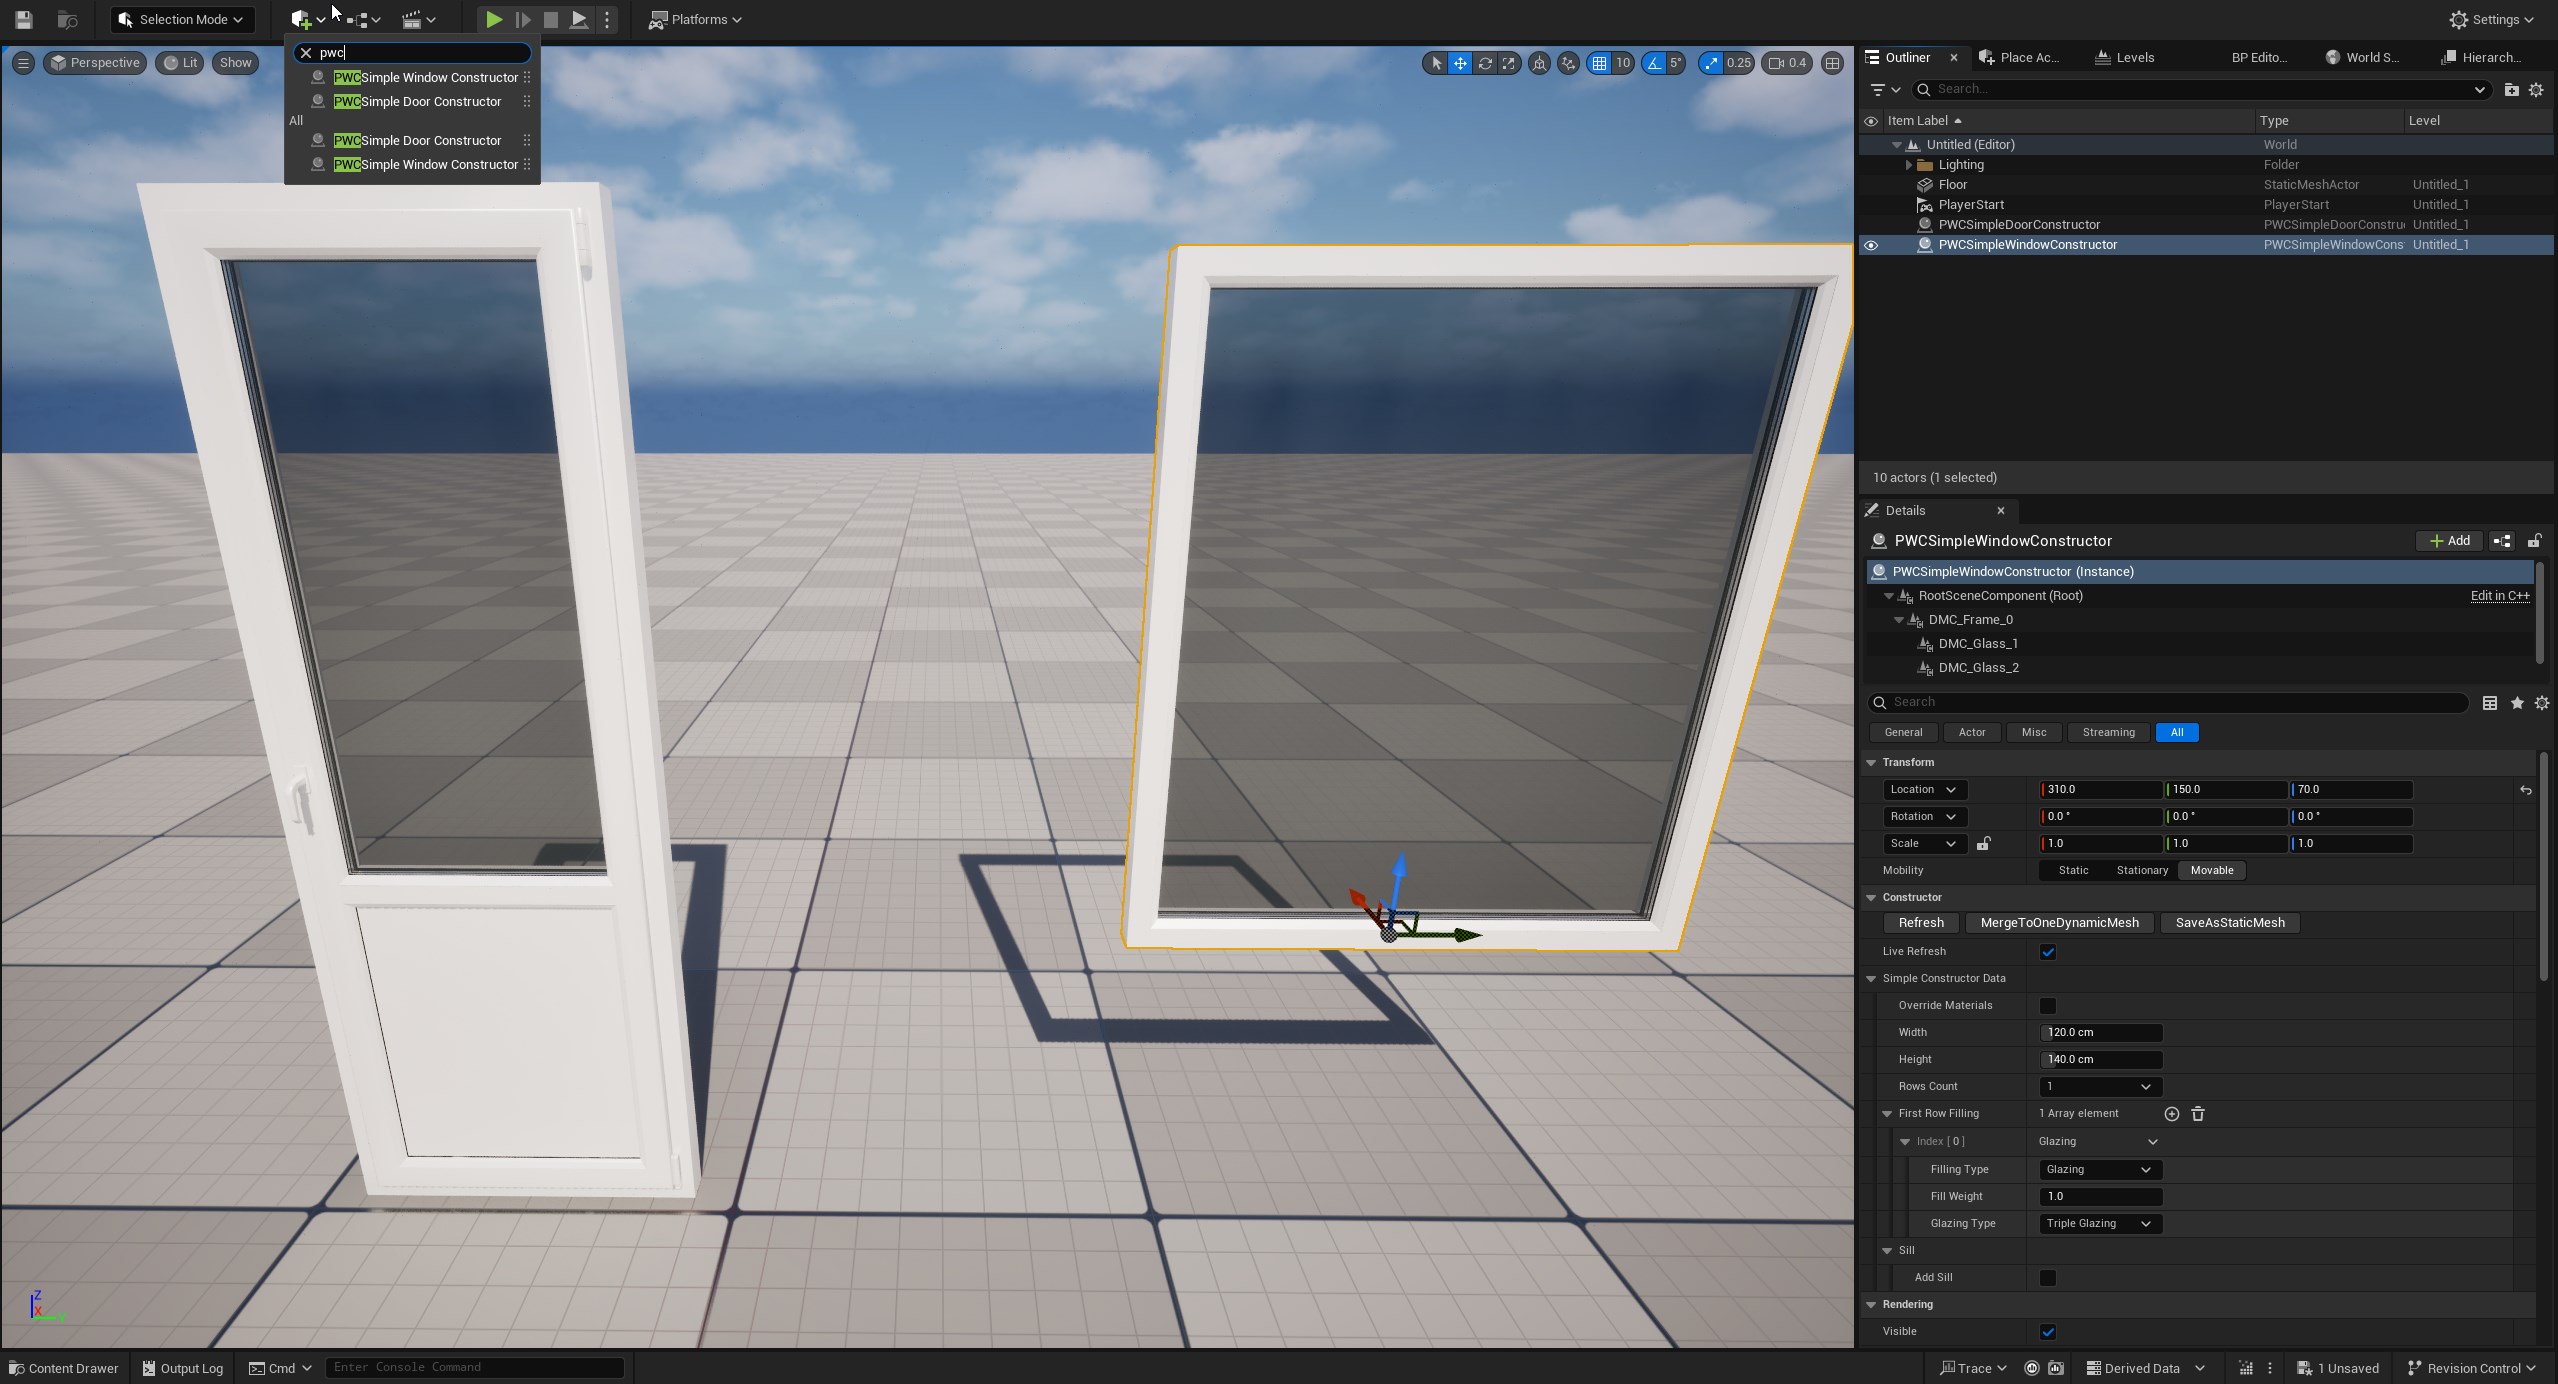 Selection Mode
Platforms
Settings
pwc
PWCSimple Window Constructor
PWCSimple Door Constructor
All
PWCSimple Door Constructor
PWCSimple Window Constructor
Perspective
Lit
Show
10
5°
0.25
0.4
Outliner
Place Ac...
Levels
BP Edito...
World S...
Hierarch...
Search...
Item Label
Type
Level
Untitled (Editor)
World
Lighting
Folder
Floor
StaticMeshActor
Untitled_1
PlayerStart
PlayerStart
Untitled_1
PWCSimpleDoorConstructor
PWCSimpleDoorConstru
Untitled_1
PWCSimpleWindowConstructor
PWCSimpleWindowCons
Untitled_1
10 actors (1 selected)
Details
PWCSimpleWindowConstructor
Add
PWCSimpleWindowConstructor (Instance)
RootSceneComponent (Root)
Edit in C++
DMC_Frame_0
DMC_Glass_1
DMC_Glass_2
Search
General
Actor
Misc
Streaming
All
Transform
Location
310.0
150.0
70.0
Rotation
0.0 °
0.0 °
0.0 °
Scale
1.0
1.0
1.0
Mobility
Static
Stationary
Movable
Constructor
Refresh
MergeToOneDynamicMesh
SaveAsStaticMesh
Live Refresh
Simple Constructor Data
Override Materials
Width
120.0 cm
Height
140.0 cm
Rows Count
1
First Row Filling
1 Array element
Index [ 0 ]
Glazing
Filling Type
Glazing
Fill Weight
1.0
Glazing Type
Triple Glazing
Sill
Add Sill
Rendering
Visible
Z
X
Content Drawer
Output Log
Cmd
Enter Console Command
Trace
Derived Data
1 Unsaved
Revision Control